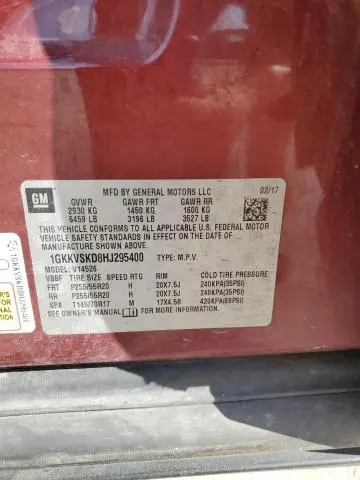 MFD BY GENERAL MOTORS LLC 02/17
GM
GVWR GAWR FRT GAWR RR
2930 KG 1450 KG 1600 KG
6459 LB 3196 LB 3527 LB
THIS VEHICLE CONFORMS TO ALL APPLICABLE
U.S. FEDERAL MOTOR
VEHICLE SAFETY STANDARDS IN EFFECT ON THE DATE OF
MANUFACTURE SHOWN ABOVE.
1GKKVSKD8HJ295400 TYPE: M.P.V.
MODEL: V14526
VBBF TIRE SIZE SPEED RTG RIM COLD TIRE PRESSURE
FRT P255/55R20 H 20X7.5J 240KPA(35PSI)
RR P255/55R20 H 20X7.5J 240KPA(35PSI)
SPA T145/70R17 M 17X4.5B 420KPA(60PSI)
SEE OWNER'S MANUAL FOR MORE INFORMATION.